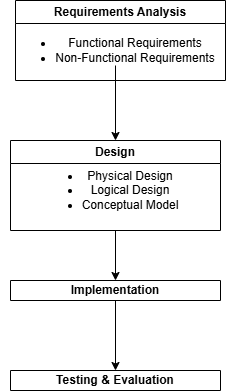 Requirements Analysis
• Functional Requirements
• Non-Functional Requirements
Design
• Physical Design
• Logical Design
• Conceptual Model
Implementation
Testing & Evaluation